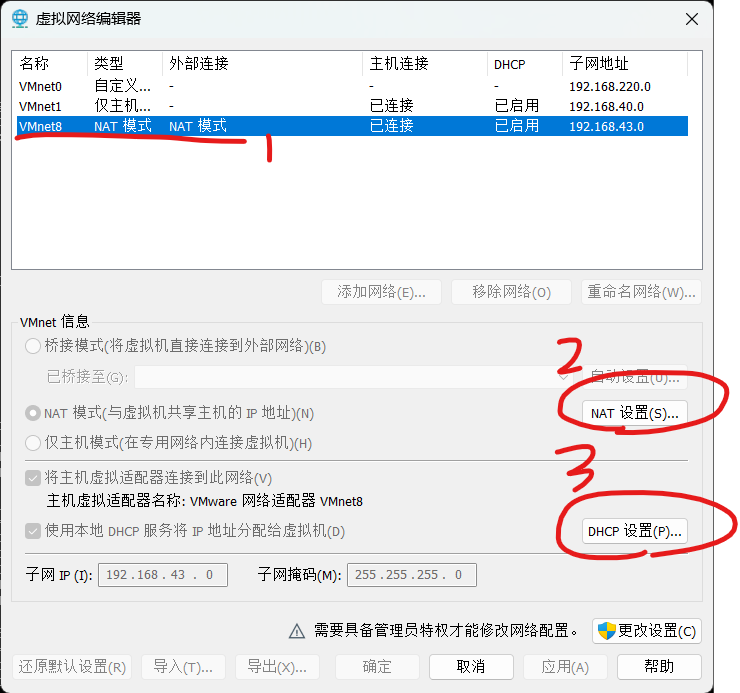 虚拟网络编辑器
名称 类型 外部连接 主机连接 DHCP 子网地址
VMnet0 自定义... - - - 192.168.220.0
VMnet1 仅主机... - 已连接 已启用 192.168.40.0
VMnet8 NAT 模式 NAT 模式 已连接 已启用 192.168.43.0
1
添加网络(E)... 移除网络(O) 重命名网络(W)...
VMnet 信息
桥接模式(将虚拟机直接连接到外部网络)(B)
2
已桥接至(G): 自动设置(U)...
NAT 模式(与虚拟机共享主机的 IP 地址)(N) NAT 设置(S)...
仅主机模式(在专用网络内连接虚拟机)(H)
3
将主机虚拟适配器连接到此网络(V)
主机虚拟适配器名称: VMware 网络适配器 VMnet8
使用本地 DHCP 服务将 IP 地址分配给虚拟机(D) DHCP 设置(P)...
子网 IP (I): 192 . 168 . 43 . 0 子网掩码(M): 255 . 255 . 255 . 0
需要具备管理员特权才能修改网络配置。 更改设置(C)
还原默认设置(R) 导入(T)... 导出(X)... 确定 取消 应用(A) 帮助